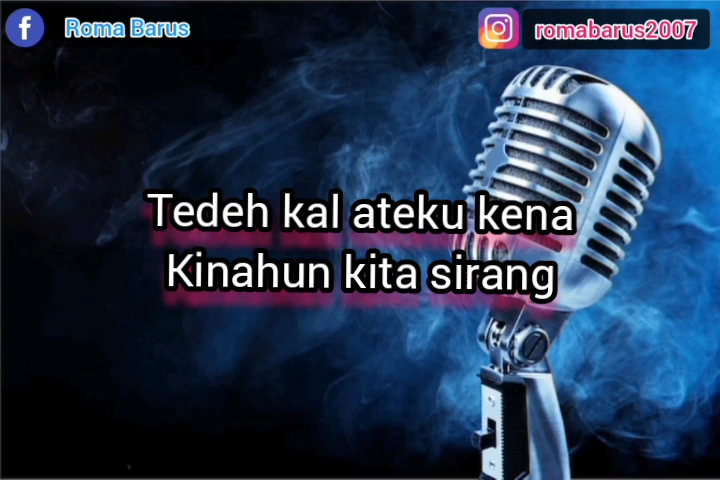 Roma Barus
romabarus2007
Tedeh kal ateku kena
Kinahun kita sirang